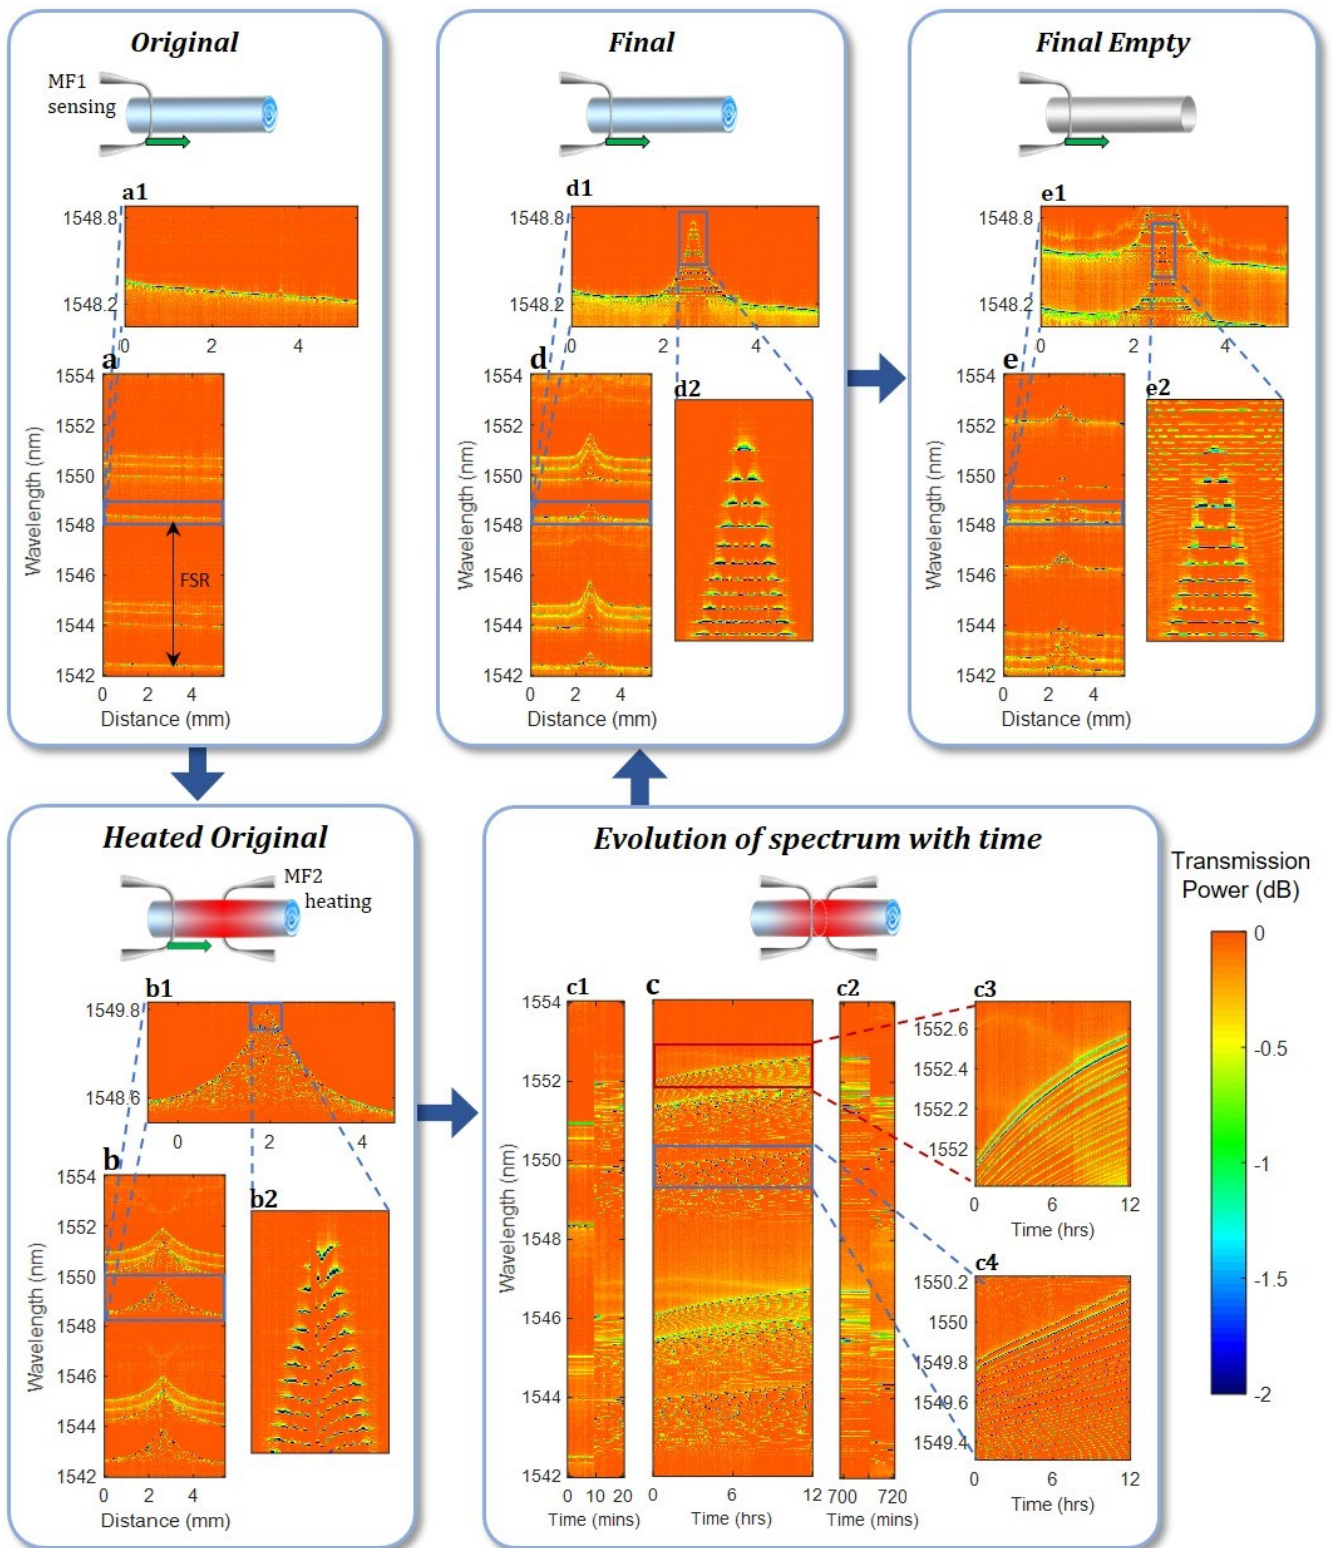 Original
MF1
sensing
a1
1548.8
1548.2
0 2 4
a
1554
1552
1550
1548
1546
1544
1542
Wavelength (nm)
FSR
0 2 4
Distance (mm)
Final
d1
1548.8
1548.2
0 2 4
d
1554
1552
1550
1548
1546
1544
1542
Wavelength (nm)
d2
0 2 4
Distance (mm)
Final Empty
e1
1548.8
1548.2
0 2 4
e
1554
1552
1550
1548
1546
1544
1542
Wavelength (nm)
e2
0 2 4
Distance (mm)
Heated Original
MF2
heating
b1
1549.8
1548.6
0 2 4
b
1554
1552
1550
1548
1546
1544
1542
Wavelength (nm)
b2
0 2 4
Distance (mm)
Evolution of spectrum with time
c1
c
c2
1554
1552
1550
1548
1546
1544
1542
Wavelength (nm)
0 10 20
Time (mins)
0 6 12
Time (hrs)
700 720
Time (mins)
c3
1552.6
1552.4
1552.2
1552
0 6 12
Time (hrs)
c4
1550.2
1550
1549.8
1549.6
1549.4
0 6 12
Time (hrs)
Transmission
Power (dB)
0
-0.5
-1
-1.5
-2